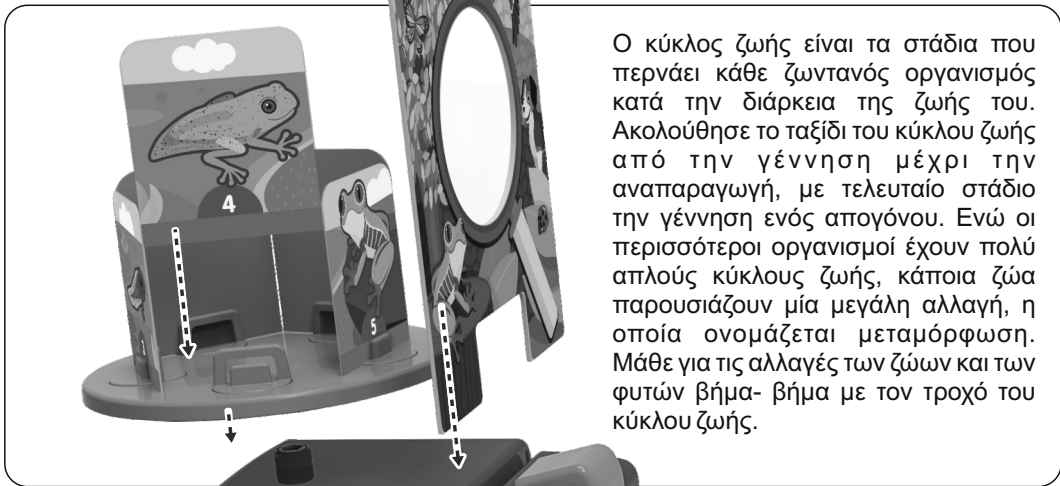 Ο κύκλος ζωής είναι τα στάδια που
περνάει κάθε ζωντανός οργανισμός
κατά την διάρκεια της ζωής του.
Ακολούθησε το ταξίδι του κύκλου ζωής
από την γέννηση μέχρι την
αναπαραγωγή, με τελευταίο στάδιο
την γέννηση ενός απογόνου. Ενώ οι
περισσότεροι οργανισμοί έχουν πολύ
απλούς κύκλους ζωής, κάποια ζώα
παρουσιάζουν μία μεγάλη αλλαγή, η
οποία ονομάζεται μεταμόρφωση.
Μάθε για τις αλλαγές των ζώων και των
φυτών βήμα- βήμα με τον τροχό του
κύκλου ζωής.
4
5